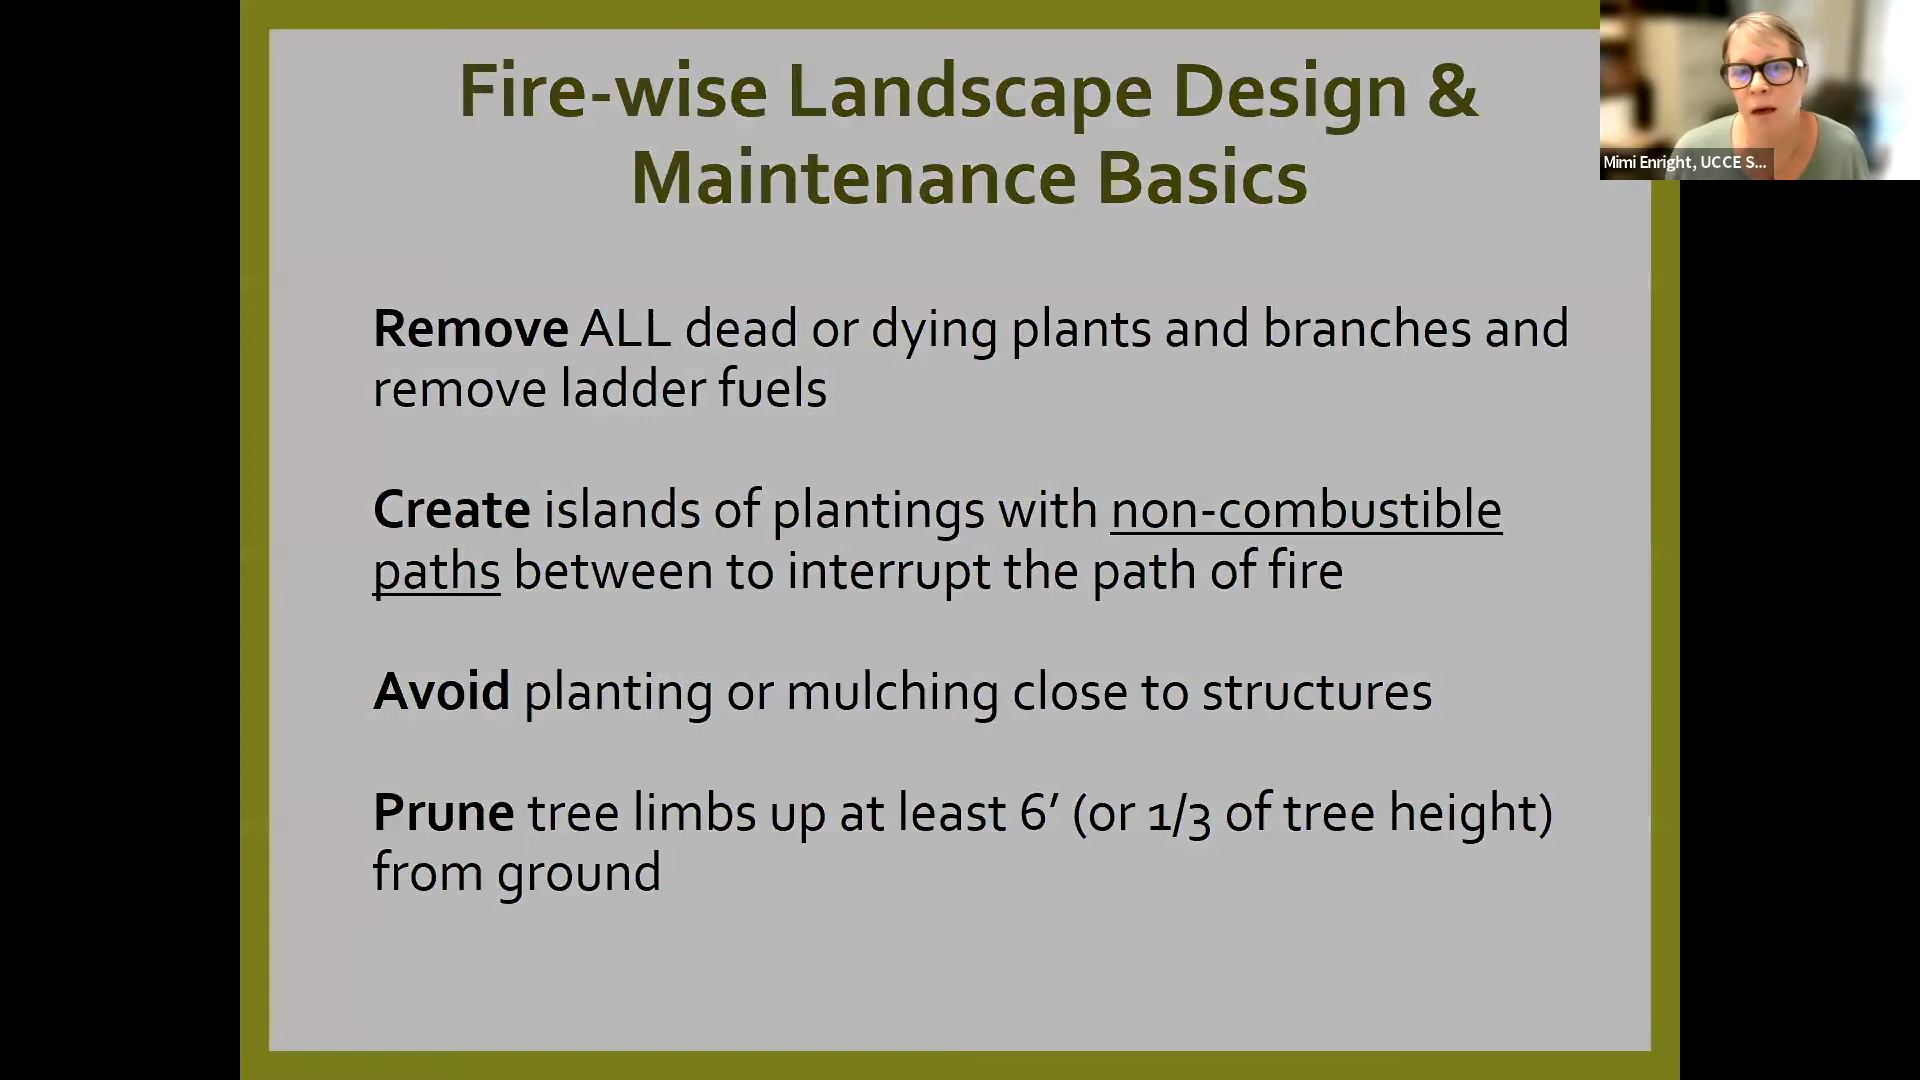 Fire-wise Landscape Design &
Maintenance Basics
Remove ALL dead or dying plants and branches and
remove ladder fuels
Create islands of plantings with non-combustible
paths between to interrupt the path of fire
Avoid planting or mulching close to structures
Prune tree limbs up at least 6’ (or 1/3 of tree height)
from ground
Mimi Enright, UCCE S...